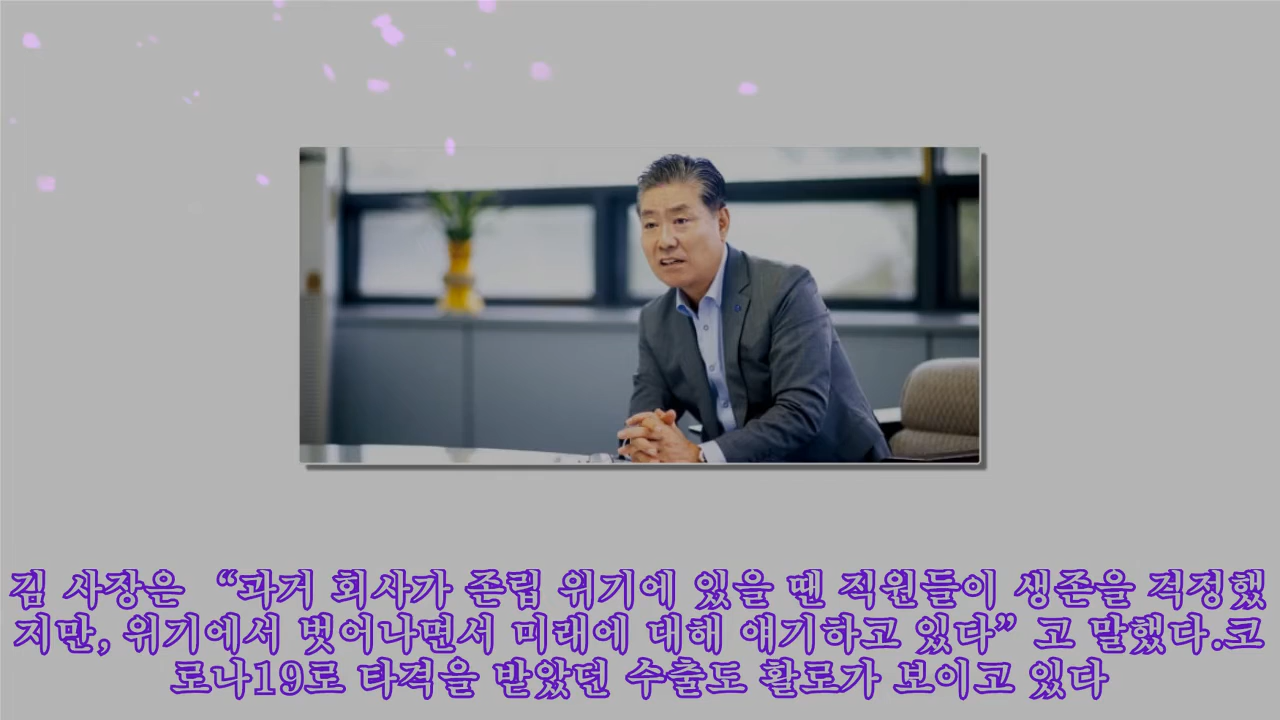 김 사장은 “과거 회사가 존립 위기에 있을 땐 직원들이 생존을 걱정했
지만, 위기에서 벗어나면서 미래에 대해 얘기하고 있다” 고 말했다.코
로나19로 타격을 받았던 수출도 활로가 보이고 있다